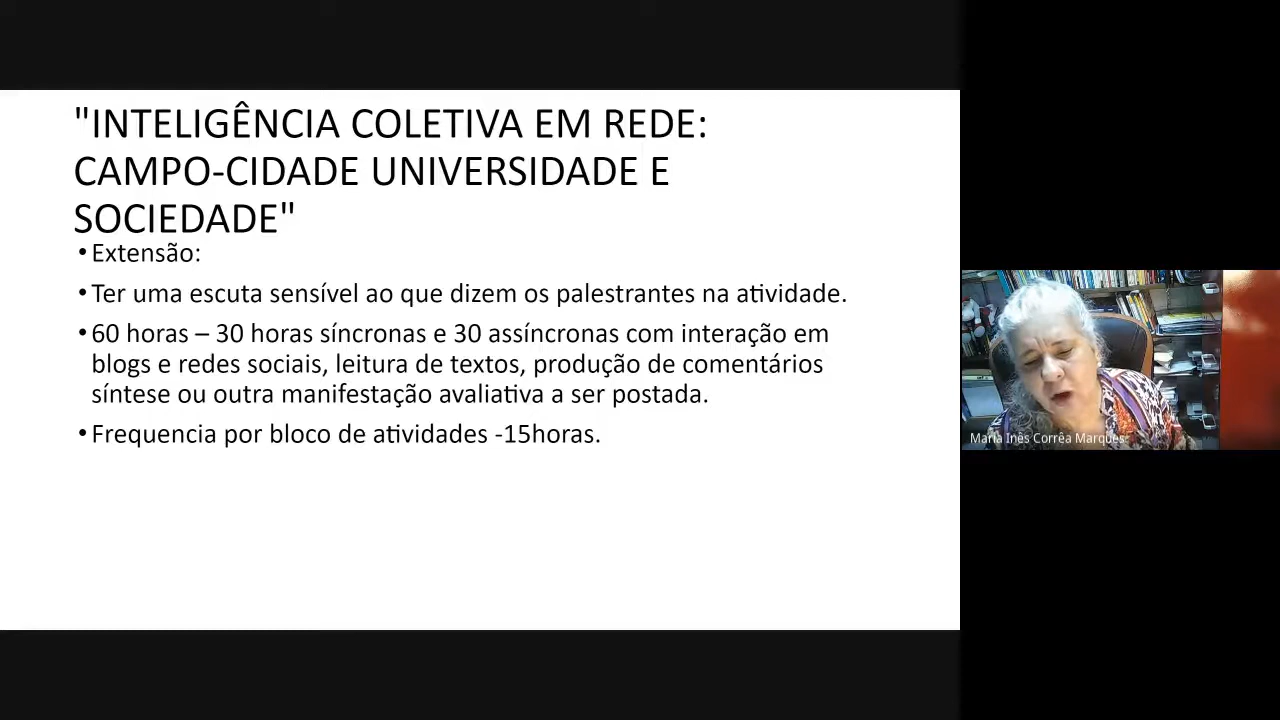 "INTELIGÊNCIA COLETIVA EM REDE:
CAMPO-CIDADE UNIVERSIDADE E
SOCIEDADE"
•Extensão:
•Ter uma escuta sensível ao que dizem os palestrantes na atividade.
•60 horas – 30 horas síncronas e 30 assíncronas com interação em
blogs e redes sociais, leitura de textos, produção de comentários
síntese ou outra manifestação avaliativa a ser postada.
•Frequencia por bloco de atividades -15horas.
Maria Inês Corrêa Marques